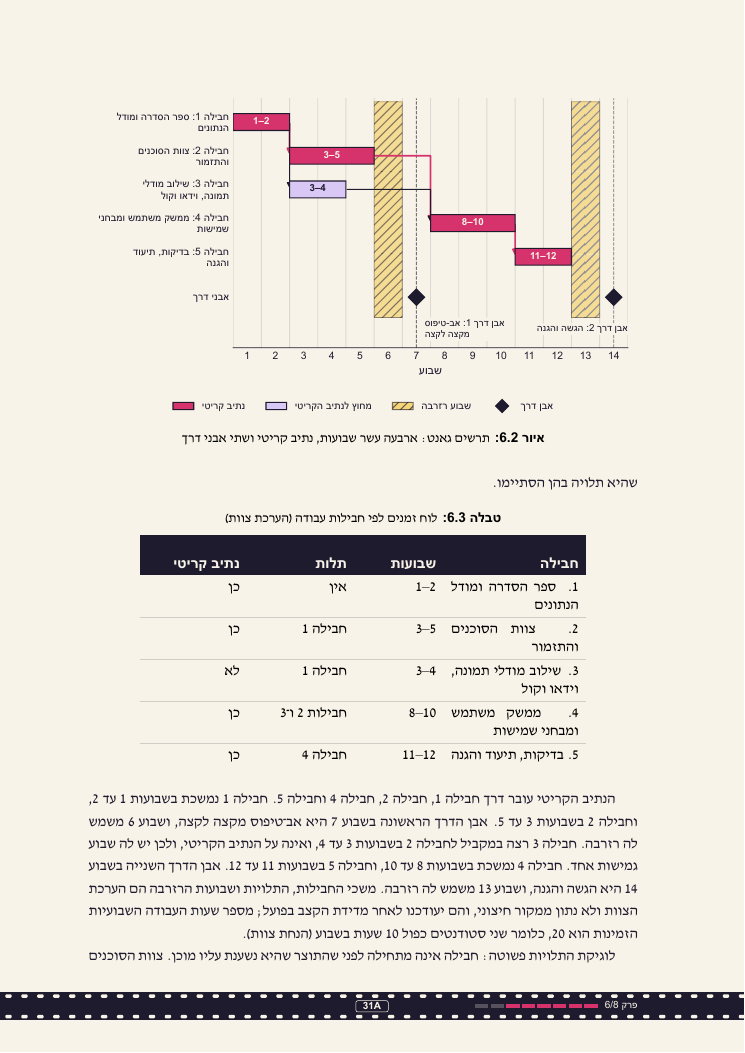 חבילה 1: ספר הסדרה ומודל
הנתונים
1–2
חבילה 2: צוות הסוכנים
והתזמור
3–5
חבילה 3: שילוב מודלי
תמונה, וידאו וקול
3–4
חבילה 4: ממשק משתמש ומבחני
שמישות
8–10
חבילה 5: בדיקות, תיעוד
והגנה
11–12
אבני דרך
אבן דרך 1: אב-טיפוס
מקצה לקצה
אבן דרך 2: הגשה והגנה
1 2 3 4 5 6 7 8 9 10 11 12 13 14
שבוע
נתיב קריטי מחוץ לנתיב הקריטי שבוע רזרבה אבן דרך
איור 6.2: תרשים גאנט: ארבעה עשר שבועות, נתיב קריטי ושתי אבני דרך
שהיא תלויה בהן הסתיימו.
טבלה 6.3: לוח זמנים לפי חבילות עבודה (הערכת צוות)
חבילה שבועות תלות נתיב קריטי
1. ספר הסדרה ומודל 1–2 אין כן
הנתונים
2. צוות הסוכנים 3–5 חבילה 1 כן
והתזמור
3. שילוב מודלי תמונה, 3–4 חבילה 1 לא
וידאו וקול
4. ממשק משתמש 8–10 חבילות 2 ו־3 כן
ומבחני שמישות
5. בדיקות, תיעוד והגנה 11–12 חבילה 4 כן
הנתיב הקריטי עובר דרך חבילה 1, חבילה 2, חבילה 4 וחבילה 5. חבילה 1 נמשכת בשבועות 1 עד 2,
וחבילה 2 בשבועות 3 עד 5. אבן הדרך הראשונה בשבוע 7 היא אב־טיפוס מקצה לקצה, ושבוע 6 משמש
לה רזרבה. חבילה 3 רצה במקביל לחבילה 2 בשבועות 3 עד 4, ואינה על הנתיב הקריטי, ולכן יש לה שבוע
גמישות אחד. חבילה 4 נמשכת בשבועות 8 עד 10, וחבילה 5 בשבועות 11 עד 12. אבן הדרך השנייה בשבוע
14 היא הגשה והגנה, ושבוע 13 משמש לה רזרבה. משכי החבילות, התלויות ושבועות הרזרבה הם הערכת
הצוות ולא נתון ממקור חיצוני, והם יעודכנו לאחר מדידת הקצב בפועל; מספר שעות העבודה השבועיות
הזמינות הוא 20, כלומר שני סטודנטים כפול 10 שעות בשבוע (הנחת צוות).
לוגיקת התלויות פשוטה: חבילה אינה מתחילה לפני שהתוצר שהיא נשענת עליו מוכן. צוות הסוכנים
31A
פרק 6/8